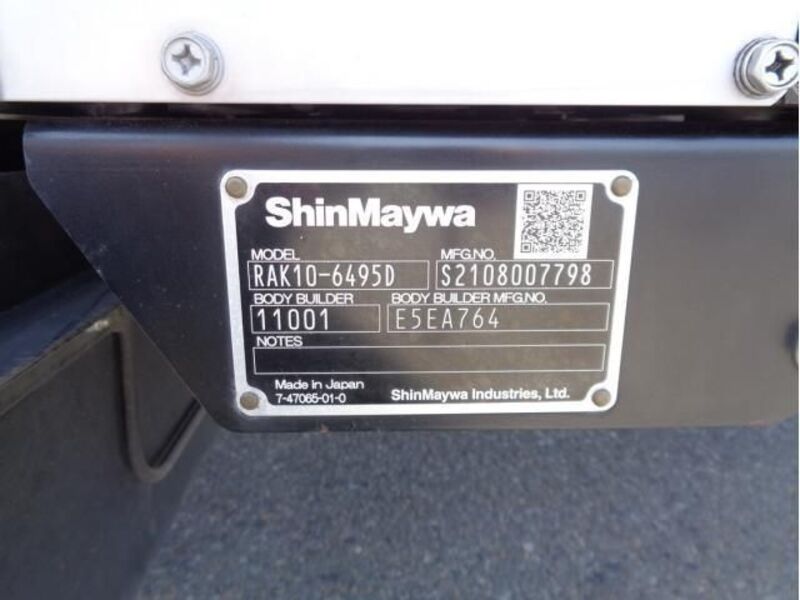 ShinMaywa
MODEL MFG.NO.
RAK10-6495D S2108007798
BODY BUILDER BODY BUILDER MFG.NO.
11001 E5EA764
NOTES
Made in Japan
7-47065-01-0 ShinMaywa Industries, Ltd.